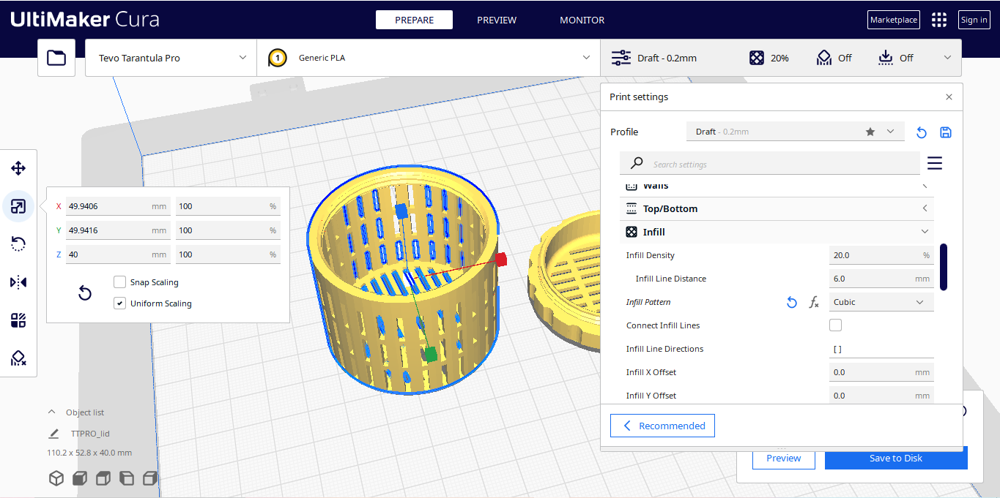 UltiMaker Cura
PREPARE
PREVIEW
MONITOR
Marketplace
Sign in
Tevo Tarantula Pro
1
Generic PLA
Draft - 0.2mm
20%
Off
Off
Print settings
Profile
Draft - 0.2mm
Search settings
Walls
Top/Bottom
Infill
Infill Density
20.0 %
Infill Line Distance
6.0 mm
Infill Pattern
fx
Cubic
Connect Infill Lines
Infill Line Directions
[ ]
Infill X Offset
0.0 mm
Infill Y Offset
0.0 mm
Recommended
Preview
Save to Disk
X 49.9406 mm 100 %
Y 49.9416 mm 100 %
Z 40 mm 100 %
Snap Scaling
Uniform Scaling
Object list
TTPRO_lid
110.2 x 52.8 x 40.0 mm